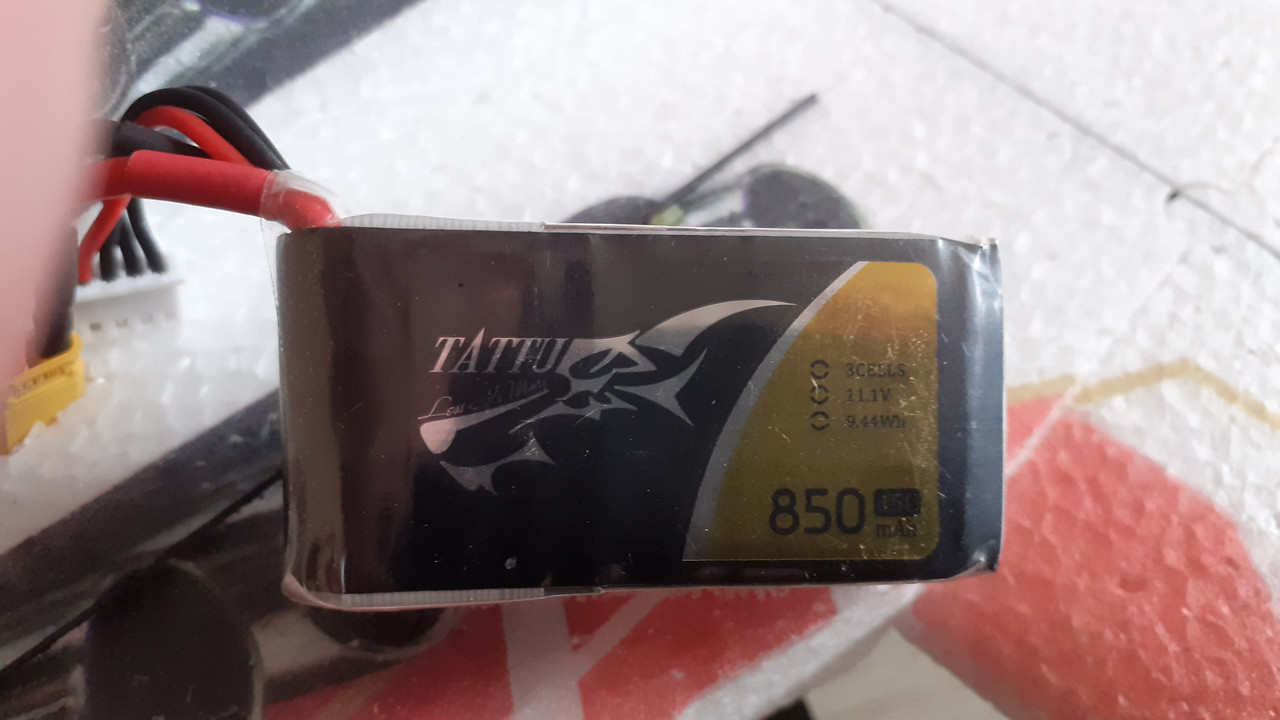 TATTU
3CELLS
11.1V
9.44Wh
850
mAh